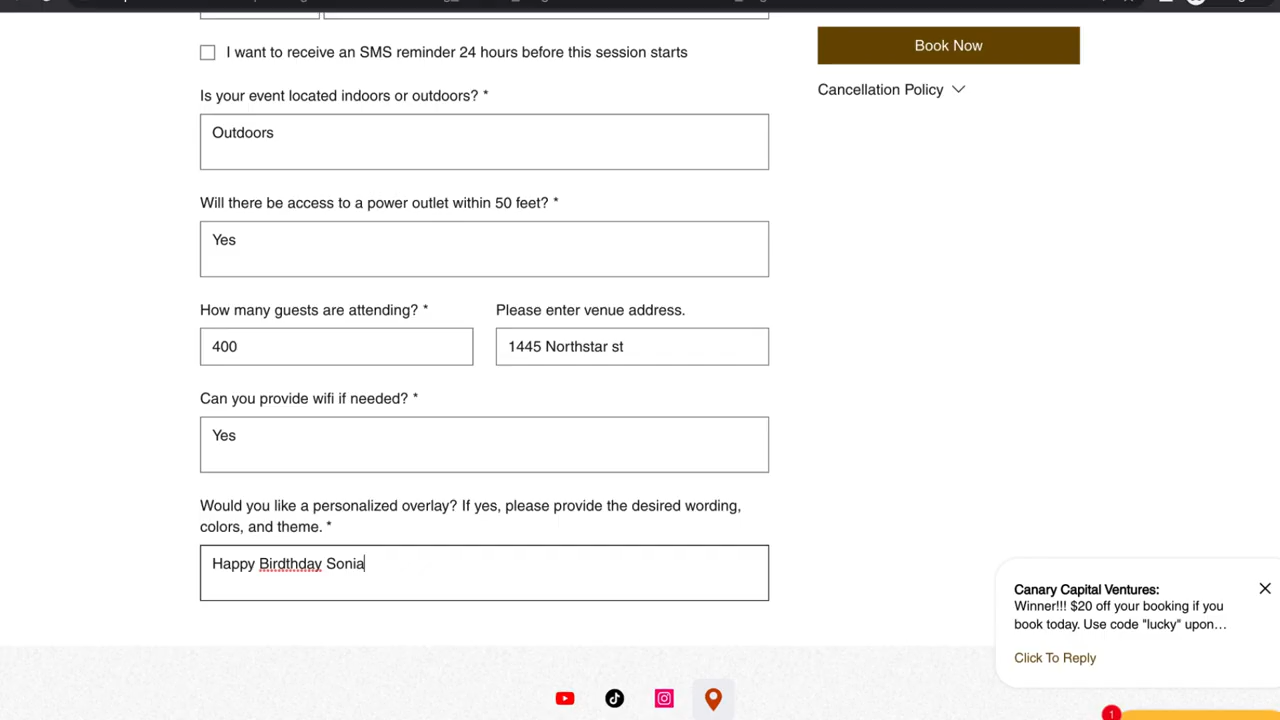 I want to receive an SMS reminder 24 hours before this session starts
Book Now
Cancellation Policy
Is your event located indoors or outdoors? *
Outdoors
Will there be access to a power outlet within 50 feet? *
Yes
How many guests are attending? *
Please enter venue address.
400
1445 Northstar st
Can you provide wifi if needed? *
Yes
Would you like a personalized overlay? If yes, please provide the desired wording,
colors, and theme. *
Happy Birdthday Sonia
Canary Capital Ventures:
Winner!!! $20 off your booking if you
book today. Use code "lucky" upon…
Click To Reply
1